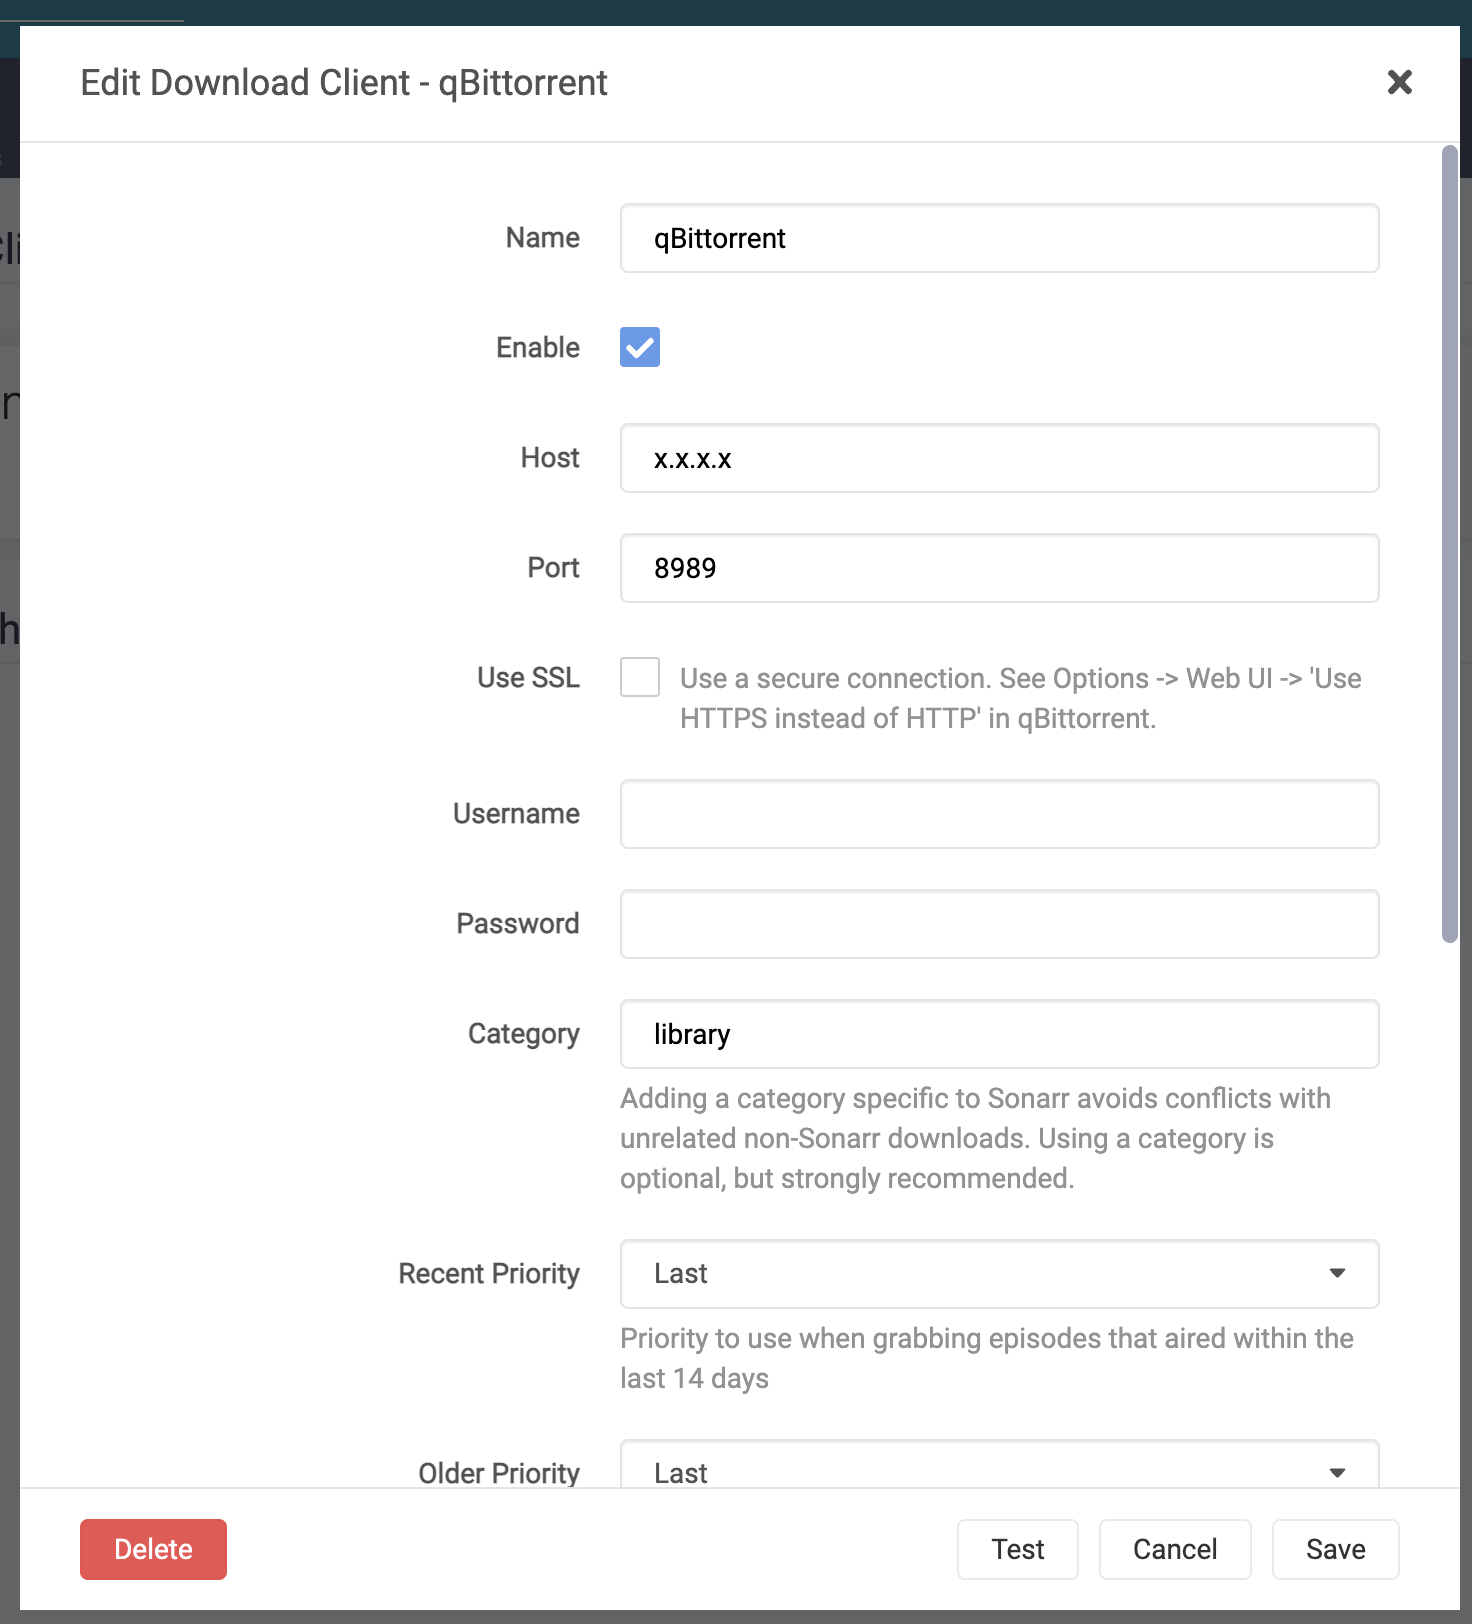 Edit Download Client - qBittorrent
Name
qBittorrent
Enable
Host
x.x.x.x
Port
8989
Use SSL
Use a secure connection. See Options -> Web UI -> 'Use
HTTPS instead of HTTP' in qBittorrent.
Username
Password
Category
library
Adding a category specific to Sonarr avoids conflicts with
unrelated non-Sonarr downloads. Using a category is
optional, but strongly recommended.
Recent Priority
Last
Priority to use when grabbing episodes that aired within the
last 14 days
Older Priority
Last
Delete
Test
Cancel
Save